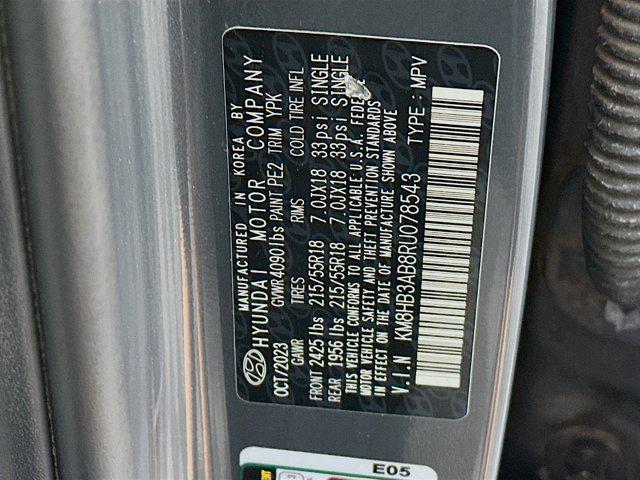 MANUFACTURED IN KOREA BY
HYUNDAI MOTOR COMPANY
OCT/2023 GVWR 4090 lbs PAINT PE2 TRIM YPK
GAWR TIRES RIMS COLD TIRE INFL
FRONT 2425 lbs 215/55R18 7.0JX18 33psi SINGLE
REAR 1956 lbs 215/55R18 7.0JX18 33psi SINGLE
THIS VEHICLE CONFORMS TO ALL APPLICABLE U.S.A. FEDERAL
MOTOR VEHICLE SAFETY AND THEFT PREVENTION STANDARDS
IN EFFECT ON THE DATE OF MANUFACTURE SHOWN ABOVE
V.I.N KM8HB3AB8RU078543 TYPE : MPV
E05